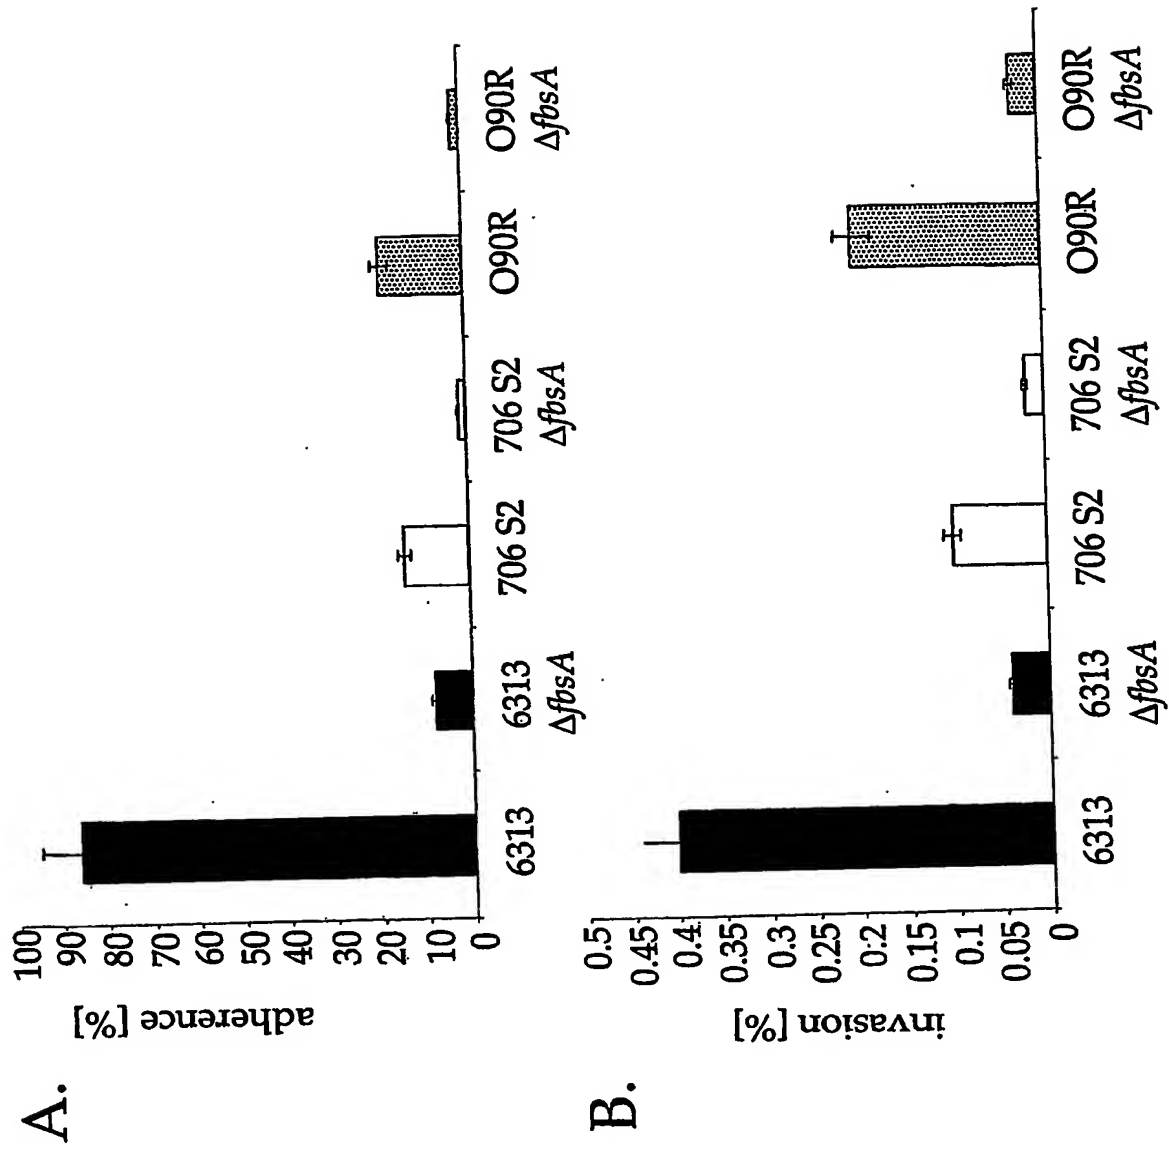 A.
adherence [%]
100
90
80
70
60
50
40
30
20
10
0
6313
6313
ΔfbsA
706 S2
706 S2
ΔfbsA
O90R
O90R
ΔfbsA
B.
invasion [%]
0.5
0.45
0.4
0.35
0.3
0.25
0.2
0.15
0.1
0.05
0
6313
6313
ΔfbsA
706 S2
706 S2
ΔfbsA
O90R
O90R
ΔfbsA